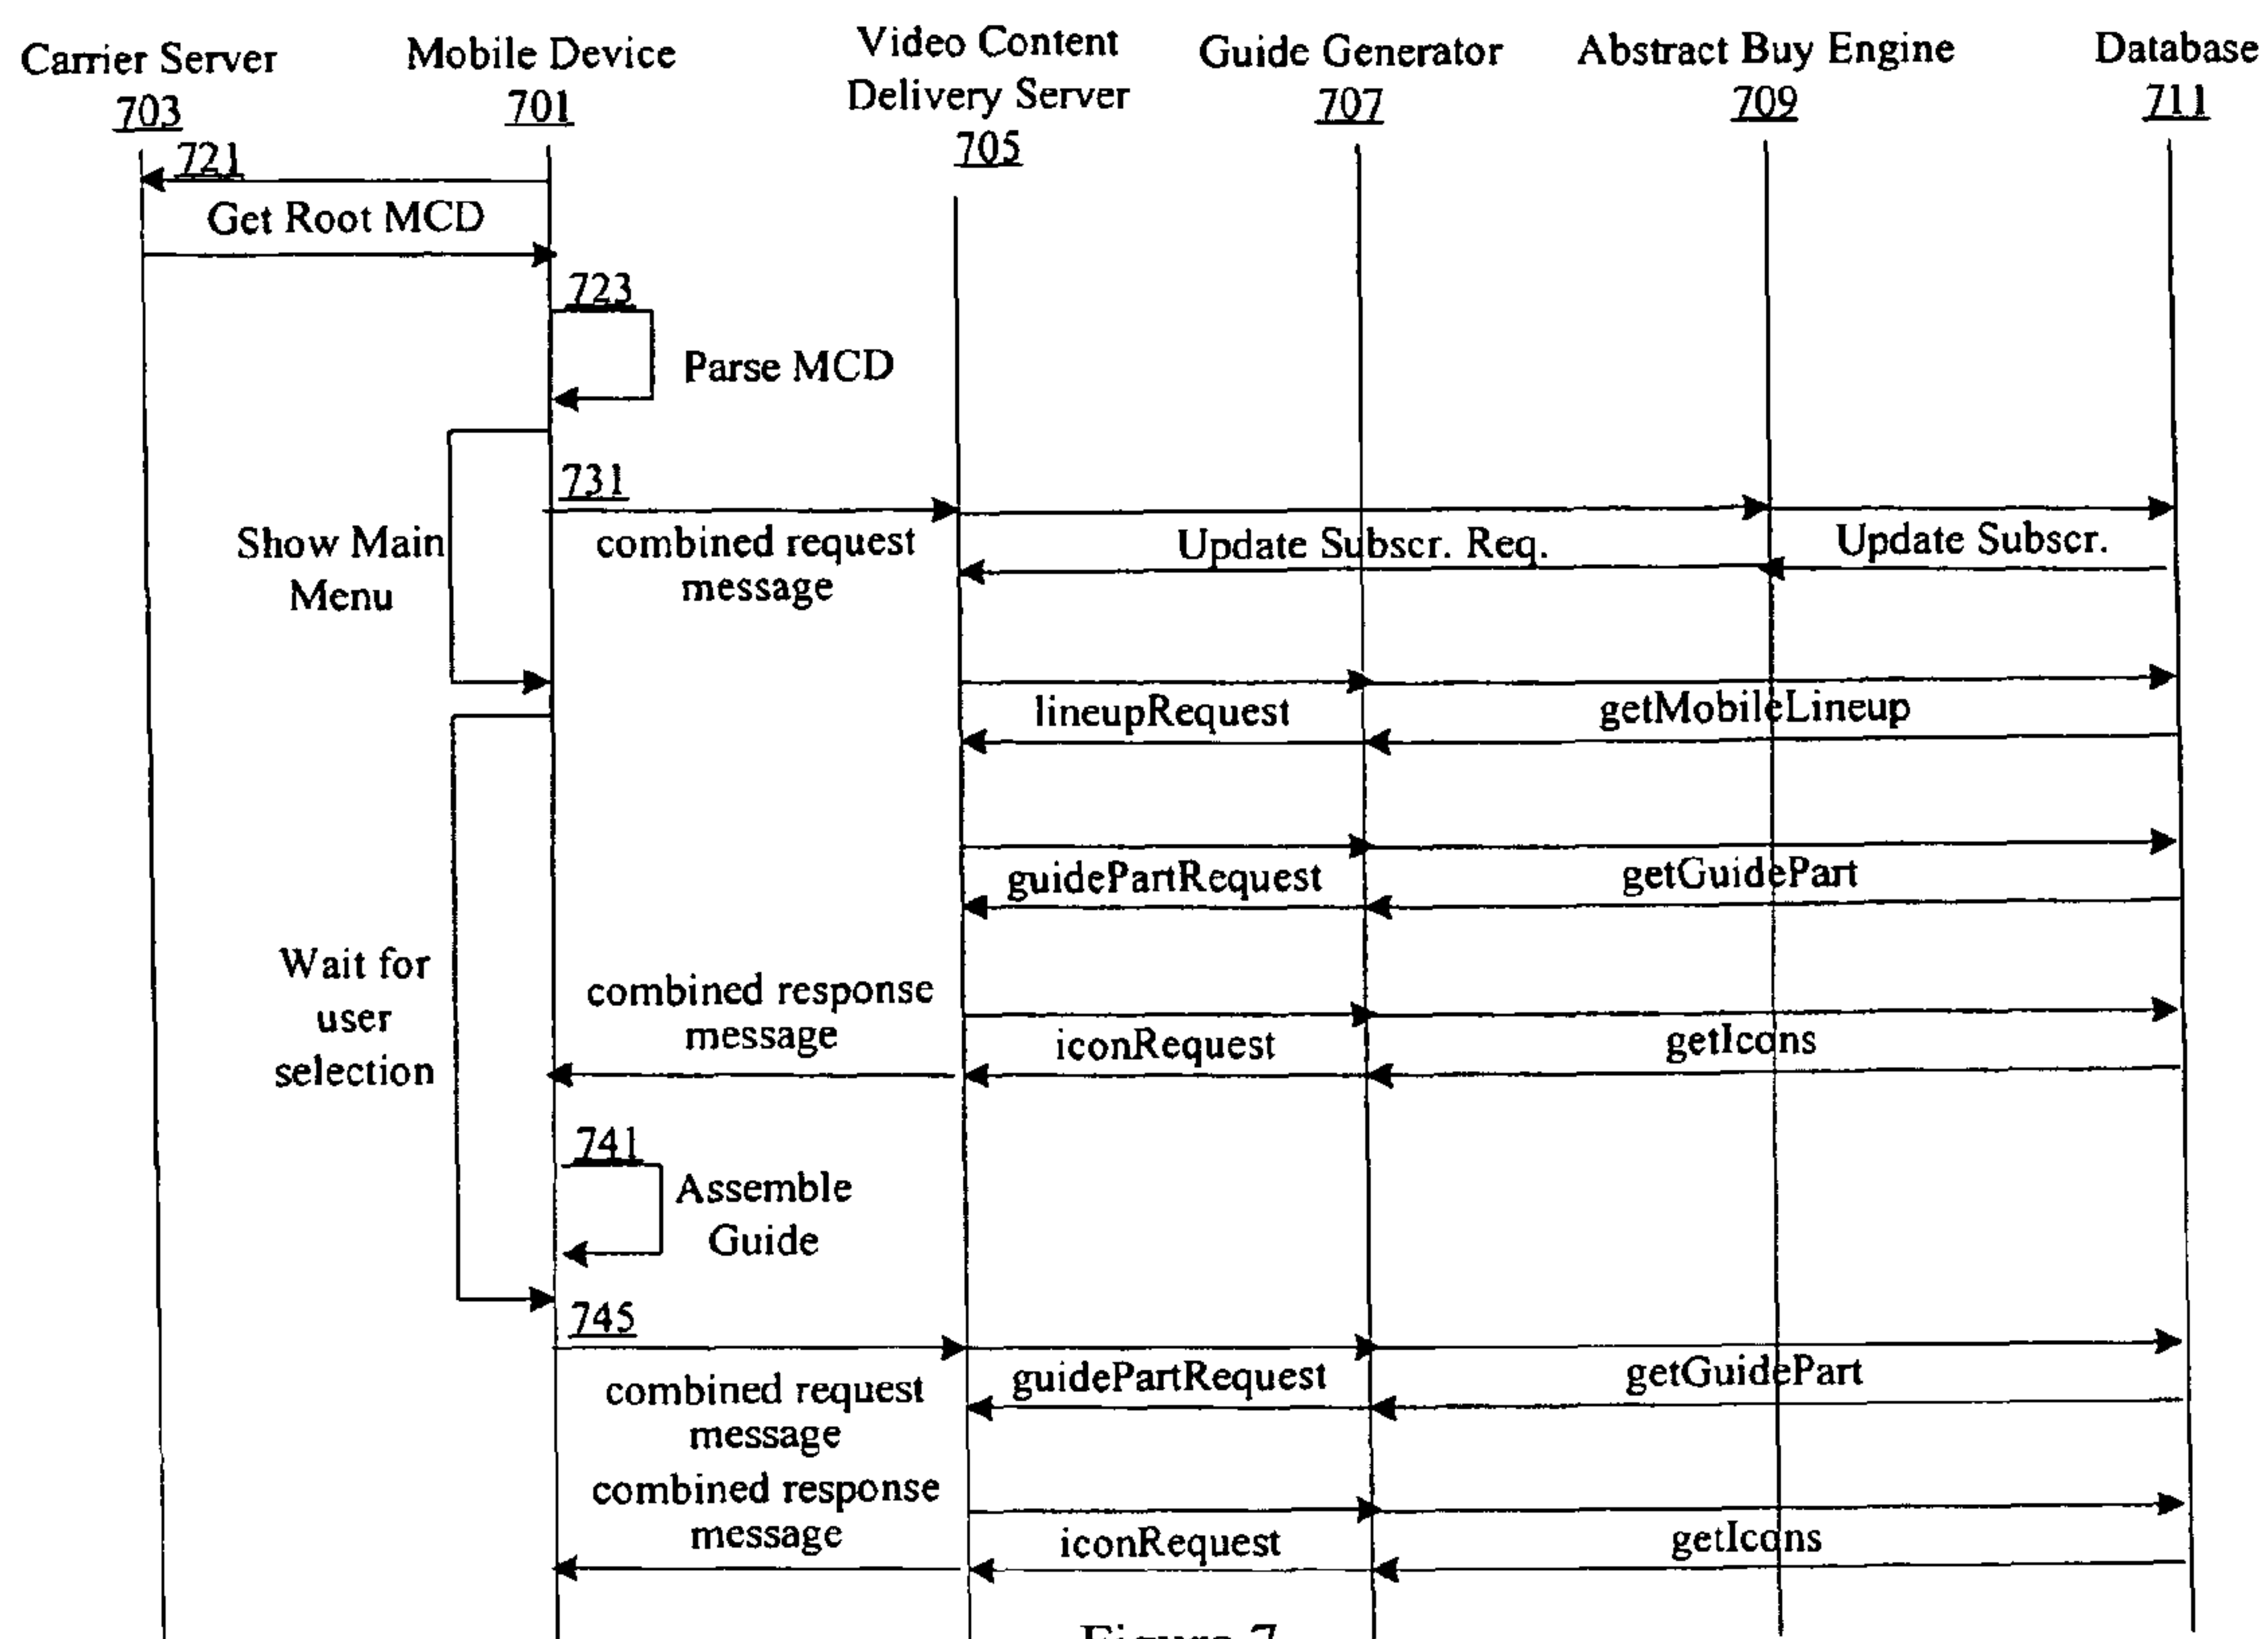 Carrier Server
703
Mobile Device
701
Video Content
Delivery Server
705
Guide Generator
707
Abstract Buy Engine
709
Database
711
721
Get Root MCD
723
Parse MCD
731
Show Main
Menu
combined request
message
Update Subscr. Req.
Update Subscr.
lineupRequest
getMobileLineup
guidePartRequest
getGuidePart
Wait for
user
selection
combined response
message
iconRequest
getIcons
741
Assemble
Guide
745
combined request
message
guidePartRequest
getGuidePart
combined response
message
iconRequest
getIcons
Figure 7